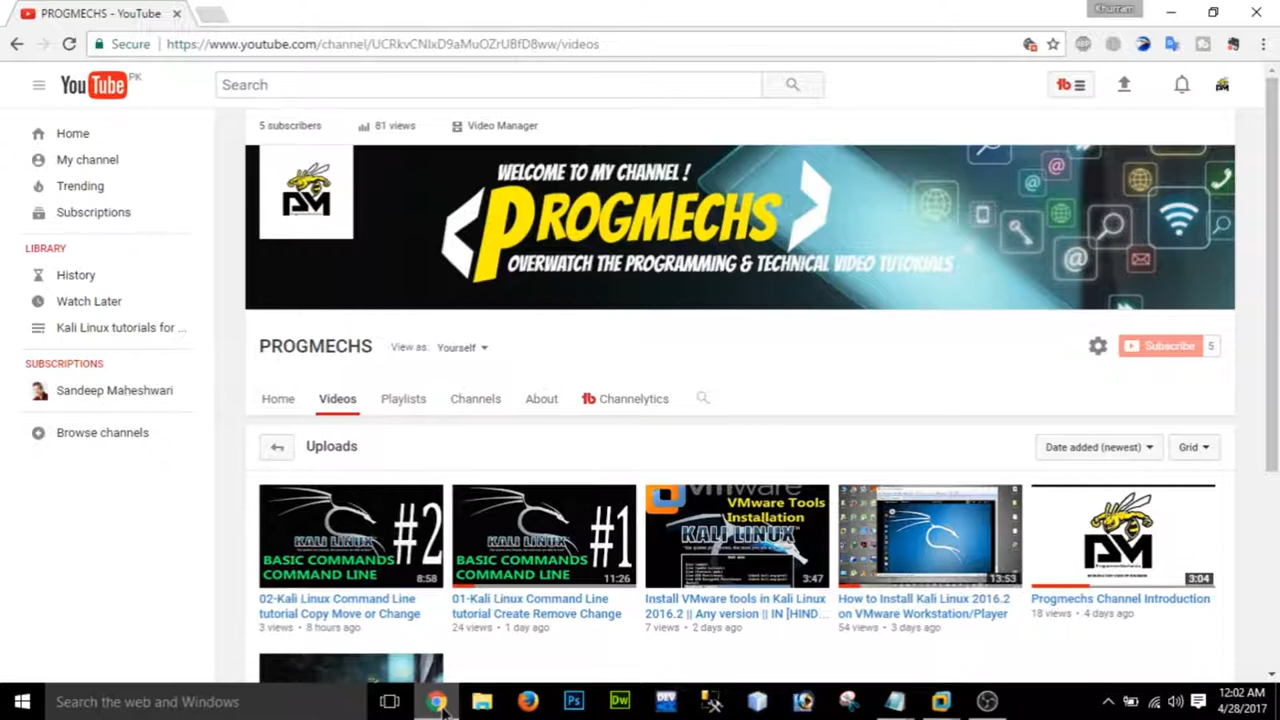 PROGMECHS - YouTube
Khurram
Secure
https://www.youtube.com/channel/UCRkvCNIxD9aMuOZrU8fD8ww/videos
YouTube PK
Search
5 subscribers
81 views
Video Manager
Home
My channel
Trending
Subscriptions
LIBRARY
History
Watch Later
Kali Linux tutorials for ...
SUBSCRIPTIONS
Sandeep Maheshwari
Browse channels
PM
WELCOME TO MY CHANNEL !
<PROGMECHS>
OVERWATCH THE PROGRAMMING & TECHNICAL VIDEO TUTORIALS
PROGMECHS
View as:
Yourself
Subscribe
5
Home
Videos
Playlists
Channels
About
Channelytics
Uploads
Date added (newest)
Grid
KALI LINUX
#2
BASIC COMMANDS
COMMAND LINE
8:58
02-Kali Linux Command Line
tutorial Copy Move or Change
3 views • 8 hours ago
KALI LINUX
#1
BASIC COMMANDS
COMMAND LINE
11:26
01-Kali Linux Command Line
tutorial Create Remove Change
24 views • 1 day ago
vmware
VMware Tools
Installation
KALI LINUX
3:47
Install VMware tools in Kali Linux
2016.2 || Any version || IN [HIND...
7 views • 2 days ago
13:53
How to Install Kali Linux 2016.2
on VMware Workstation/Player
54 views • 3 days ago
PM
3:04
Progmechs Channel Introduction
18 views • 4 days ago
Search the web and Windows
Ps
Dw
DEV
12:02 AM
4/28/2017